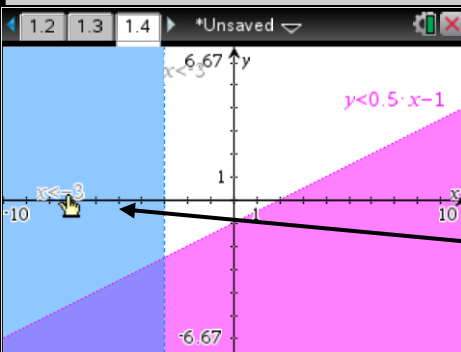 1.2 1.3 1.4 *Unsaved
6.67 y
x<-3
y<0.5·x-1
1
x<-3
x
-10 1 10
-6.67